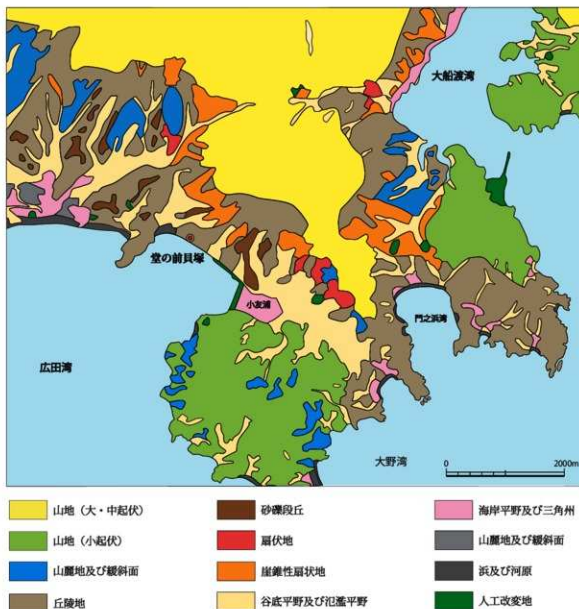 大船渡湾
堂の前貝塚
小友浦
門之浜湾
広田湾
大野湾
0 2000m
山地（大・中起伏）
山地（小起伏）
山麓地及び緩斜面
丘陵地
砂礫段丘
扇状地
崖錐性扇状地
谷底平野及び氾濫平野
海岸平野及び三角州
山麓地及び緩斜面
浜及び河原
人工改変地